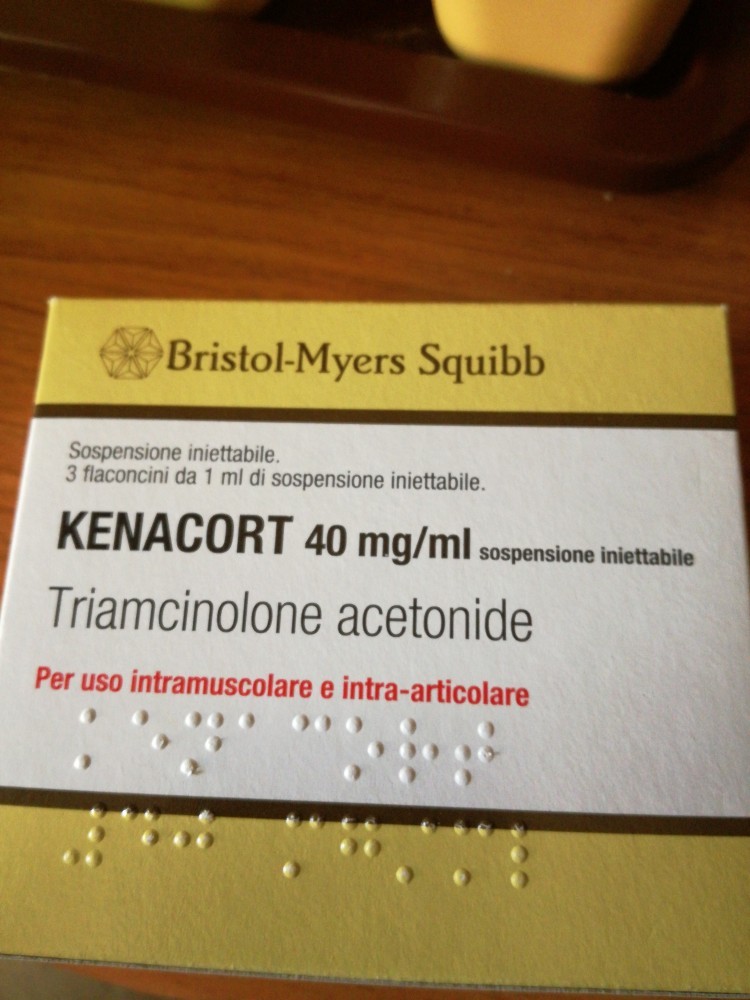 Bristol-Myers Squibb
Sospensione iniettabile.
3 flaconcini da 1 ml di sospensione iniettabile.
KENACORT 40 mg/ml sospensione iniettabile
Triamcinolone acetonide
Per uso intramuscolare e intra-articolare